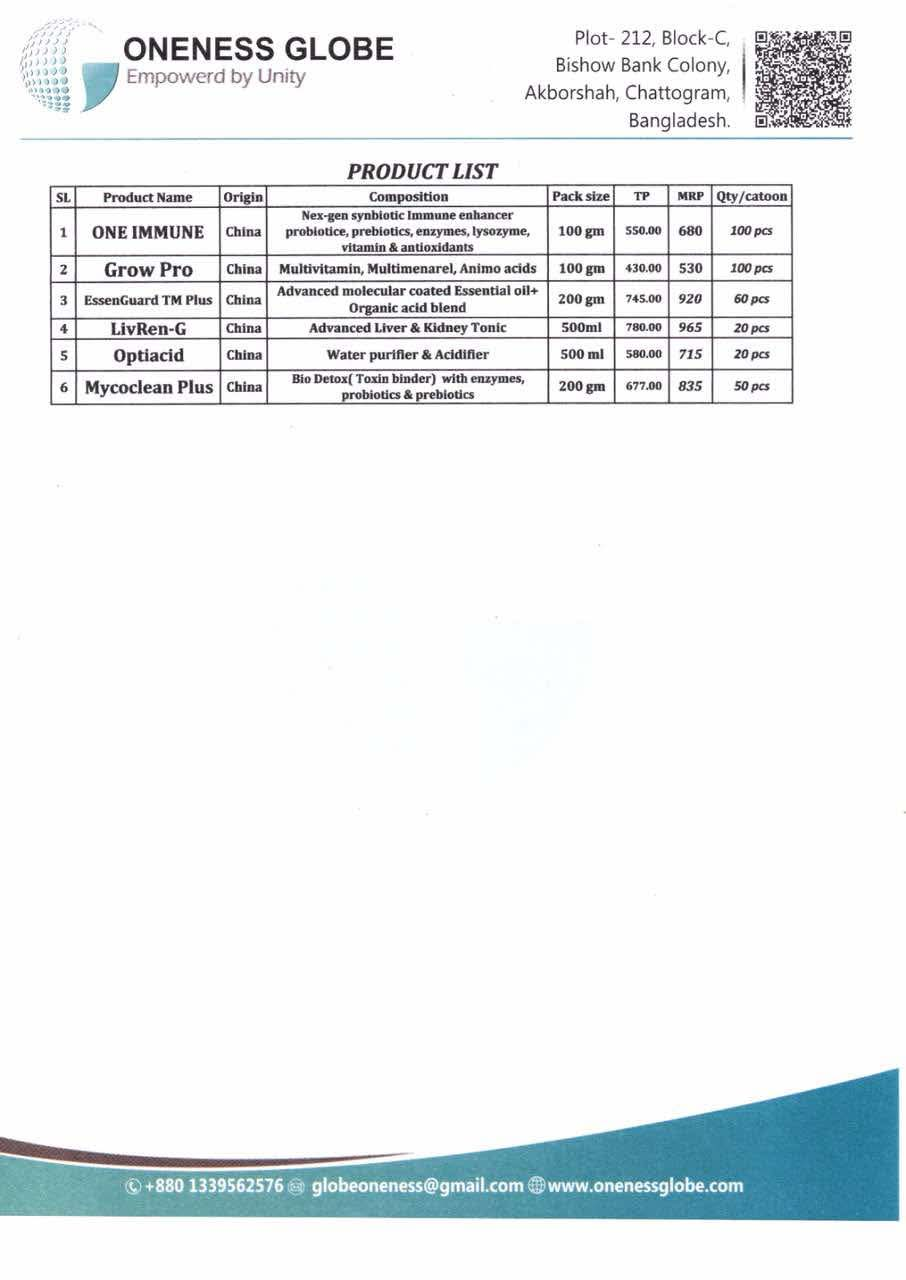 ONENESS GLOBE
Empowerd by Unity
Plot- 212, Block-C,
Bishow Bank Colony,
Akborshah, Chattogram,
Bangladesh.
PRODUCT LIST
SL Product Name Origin Composition Pack size TP MRP Qty/catoon
1 ONE IMMUNE China Nex-gen synbiotic Immune enhancer
probiotice, prebiotics, enzymes, lysozyme,
vitamin & antioxidants 100 gm 550.00 680 100 pcs
2 Grow Pro China Multivitamin, Multimenarel, Animo acids 100 gm 430.00 530 100 pcs
3 EssenGuard TM Plus China Advanced molecular coated Essential oil+
Organic acid blend 200 gm 745.00 920 60 pcs
4 LivRen-G China Advanced Liver & Kidney Tonic 500ml 780.00 965 20 pcs
5 Optiacid China Water purifier & Acidifier 500 ml 580.00 715 20 pcs
6 Mycoclean Plus China Bio Detox( Toxin binder) with enzymes,
probiotics & prebiotics 200 gm 677.00 835 50 pcs
+880 1339562576 globeoneness@gmail.com www.onenessglobe.com